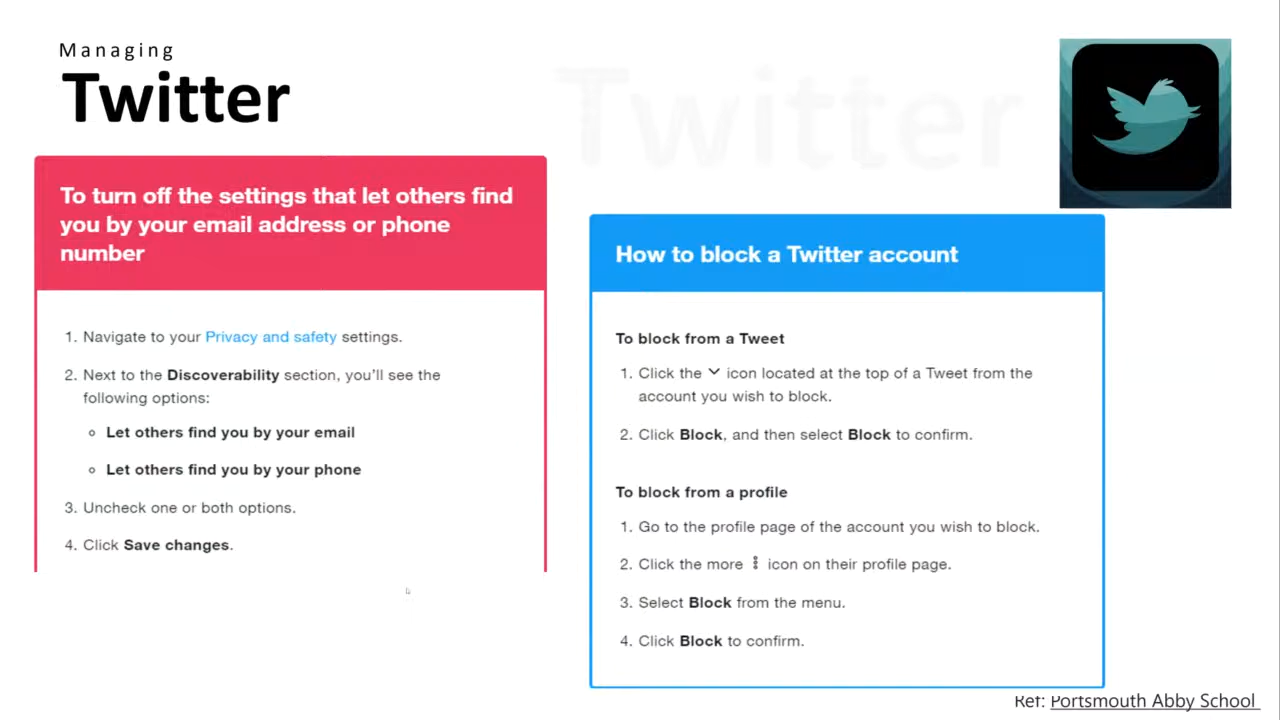 Managing
Twitter
Twitter
To turn off the settings that let others find
you by your email address or phone
number
1. Navigate to your Privacy and safety settings.
2. Next to the Discoverability section, you'll see the
following options:
Let others find you by your email
Let others find you by your phone
3. Uncheck one or both options.
4. Click Save changes.
How to block a Twitter account
To block from a Tweet
1. Click the icon located at the top of a Tweet from the
account you wish to block.
2. Click Block, and then select Block to confirm.
To block from a profile
1. Go to the profile page of the account you wish to block.
2. Click the more icon on their profile page.
3. Select Block from the menu.
4. Click Block to confirm.
Ref: Portsmouth Abby School